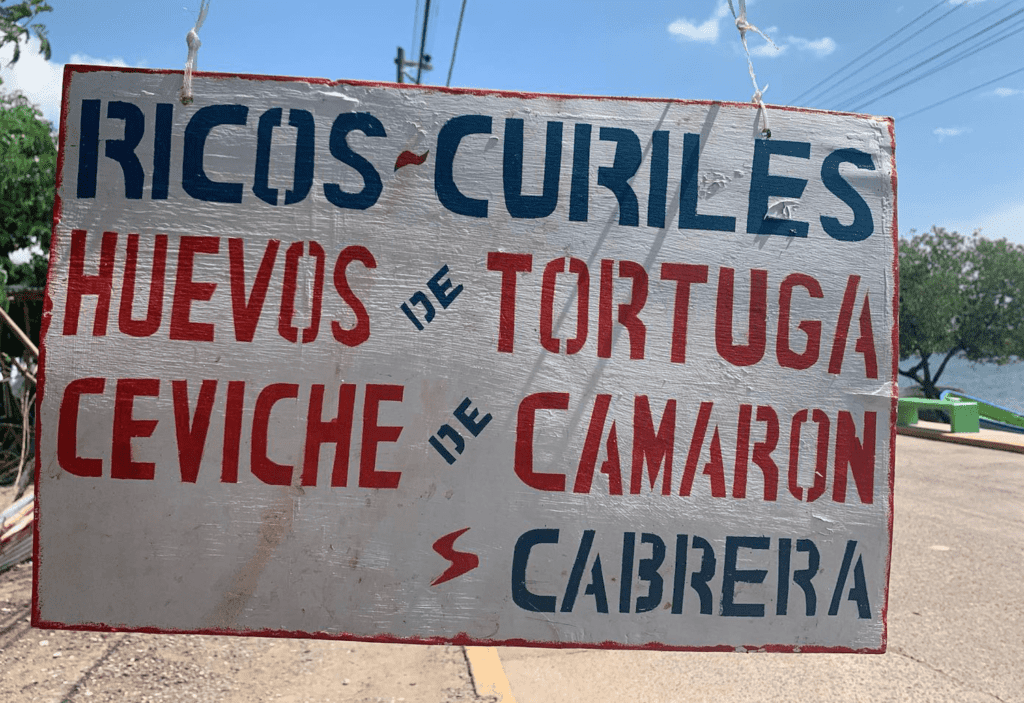 RICOS~CURILES
HUEVOS DE TORTUGA
CEVICHE DE CAMARON
S CABRERA